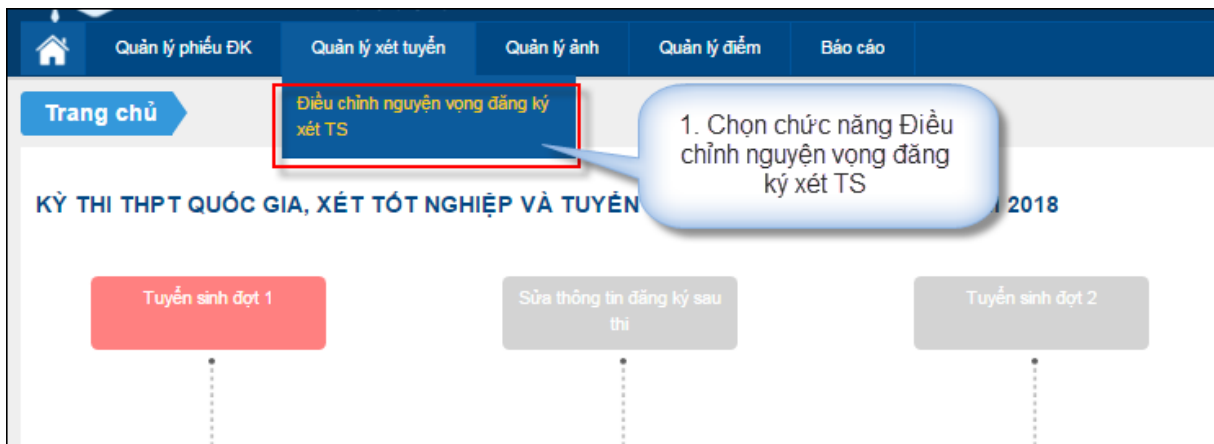 Quản lý phiếu ĐK
Quản lý xét tuyển
Quản lý ảnh
Quản lý điểm
Báo cáo
Trang chủ
Điều chỉnh nguyện vọng đăng ký
xét TS
1. Chọn chức năng Điều
chỉnh nguyện vọng đăng
ký xét TS
KỲ THI THPT QUỐC GIA, XÉT TỐT NGHIỆP VÀ TUYỂN 2018
Tuyển sinh đợt 1
Sửa thông tin đăng ký sau
thi
Tuyển sinh đợt 2